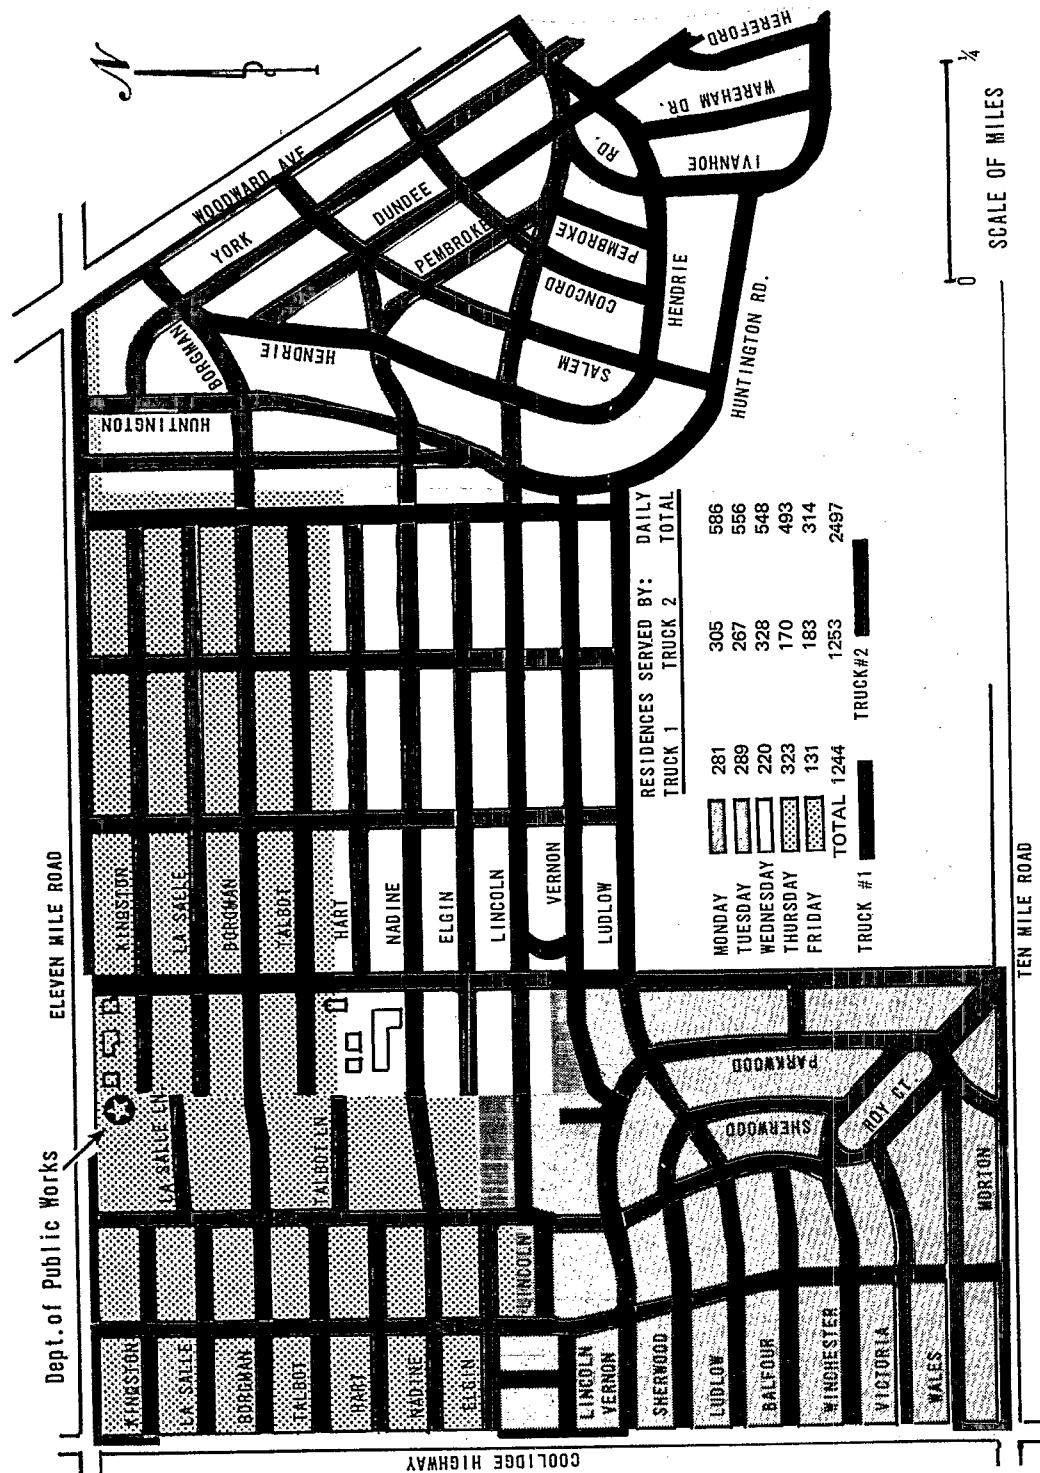 N
Dept. of Public Works
ELEVEN MILE ROAD
WOODWARD AVE
COOLIDGE HIGHWAY
TEN MILE ROAD
KINGSTON
LA SALLE
BORGMAN
TALBOT
HART
NADINE
ELGIN
LINCOLN
LINCOLN
VERNON
SHERWOOD
LUDLOW
BALFOUR
WINCHESTER
VICTORIA
WALES
MORTON
LA SALLE LN.
TALBOT LN
SHERWOOD
PARKWOOD
ROY CT.
KINGSTON
LA SALLE
BORGMAN
TALBOT
HART
NADINE
ELGIN
LINCOLN
VERNON
LUDLOW
HUNTINGTON
BORGMAN
HENDRIE
YORK
DUNDEE
PEMBROKE
RD.
SALEM
CONCORD
PEMBROKE
HENDRIE
HUNTINGTON RD.
IVANHOE
WAREHAM DR.
HEREFORD
RESIDENCES SERVED BY: DAILY
TRUCK 1 TRUCK 2 TOTAL
MONDAY 281 305 586
TUESDAY 289 267 556
WEDNESDAY 220 328 548
THURSDAY 323 170 493
FRIDAY 131 183 314
TOTAL 1244 1253 2497
TRUCK #1 TRUCK #2
0 1/4
SCALE OF MILES